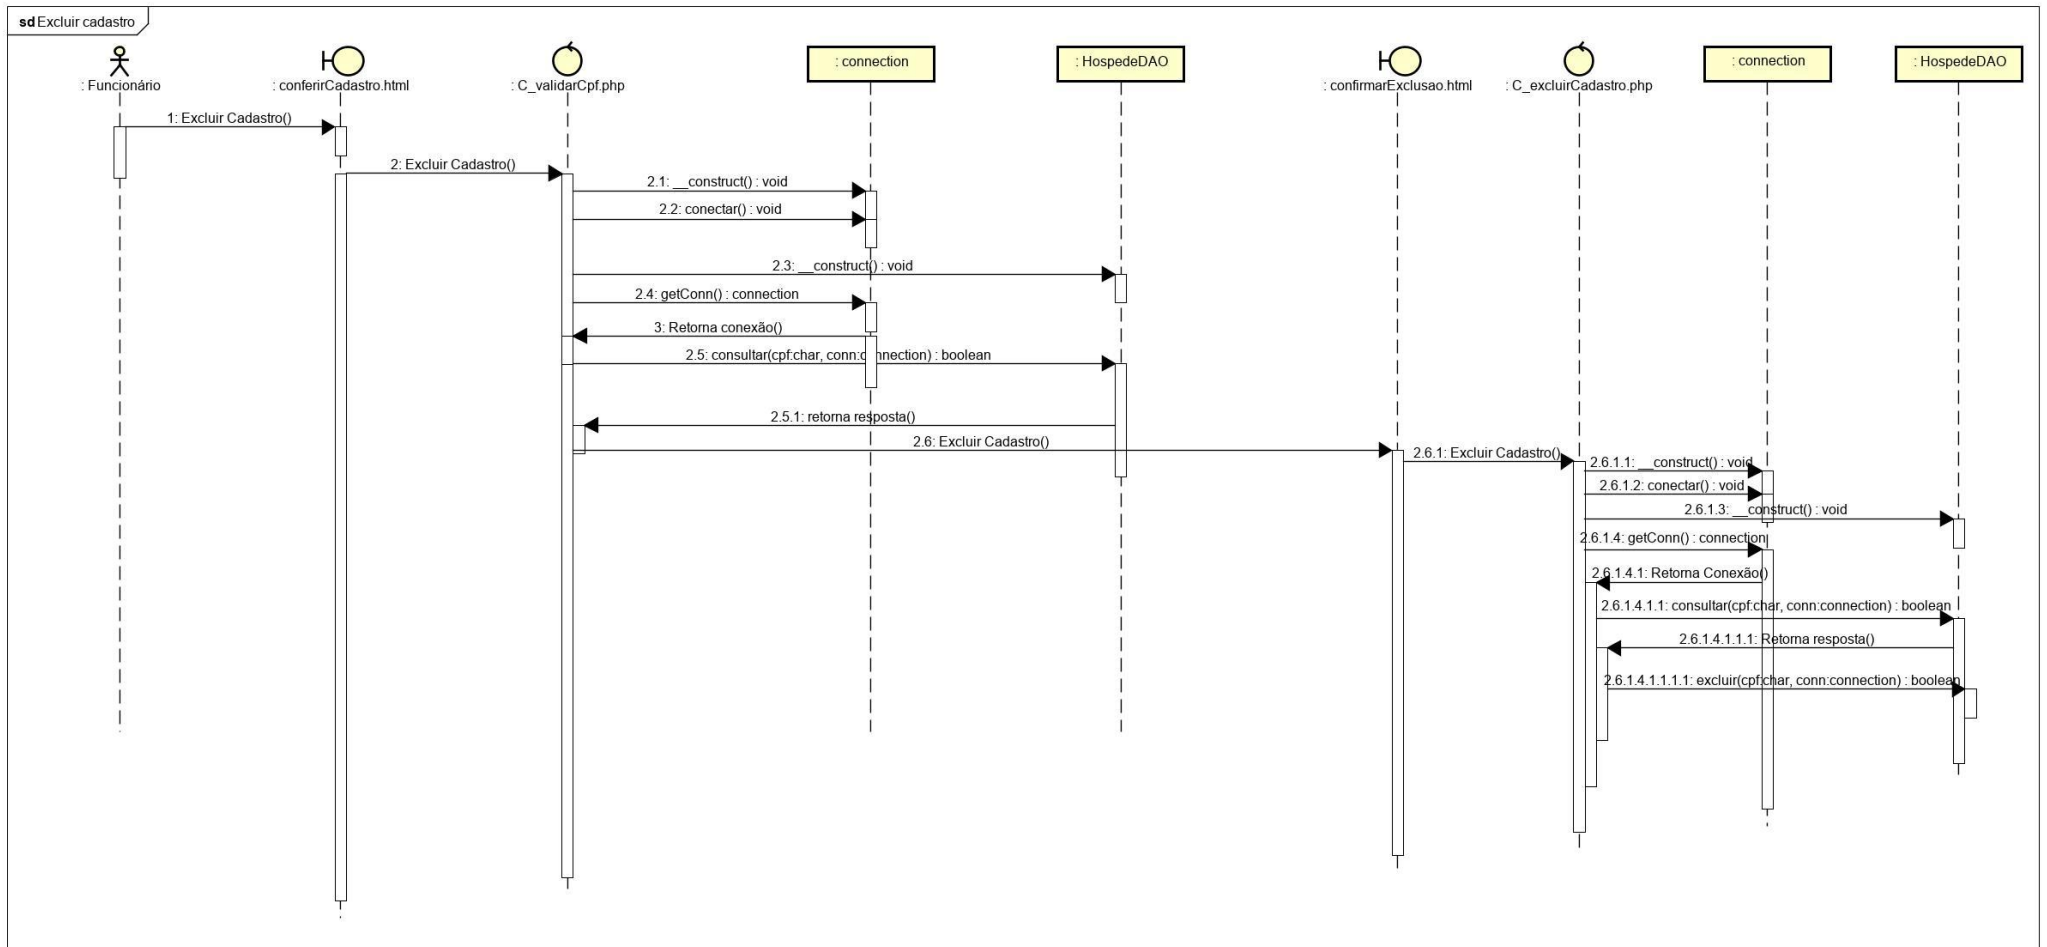 sd Excluir cadastro
: Funcionário
: conferirCadastro.html
: C_validarCpf.php
: connection
: HospedeDAO
: confirmarExclusao.html
: C_excluirCadastro.php
: connection
: HospedeDAO
1: Excluir Cadastro()
2: Excluir Cadastro()
2.1: __construct() : void
2.2: conectar() : void
2.3: __construct() : void
2.4: getConn() : connection
3: Retorna conexão()
2.5: consultar(cpf:char, conn:connection) : boolean
2.5.1: retorna resposta()
2.6: Excluir Cadastro()
2.6.1: Excluir Cadastro()
2.6.1.1: __construct() : void
2.6.1.2: conectar() : void
2.6.1.3: __construct() : void
2.6.1.4: getConn() : connection
2.6.1.4.1: Retorna Conexão()
2.6.1.4.1.1: consultar(cpf:char, conn:connection) : boolean
2.6.1.4.1.1.1: Retorna resposta()
2.6.1.4.1.1.1.1: excluir(cpf:char, conn:connection) : boolean